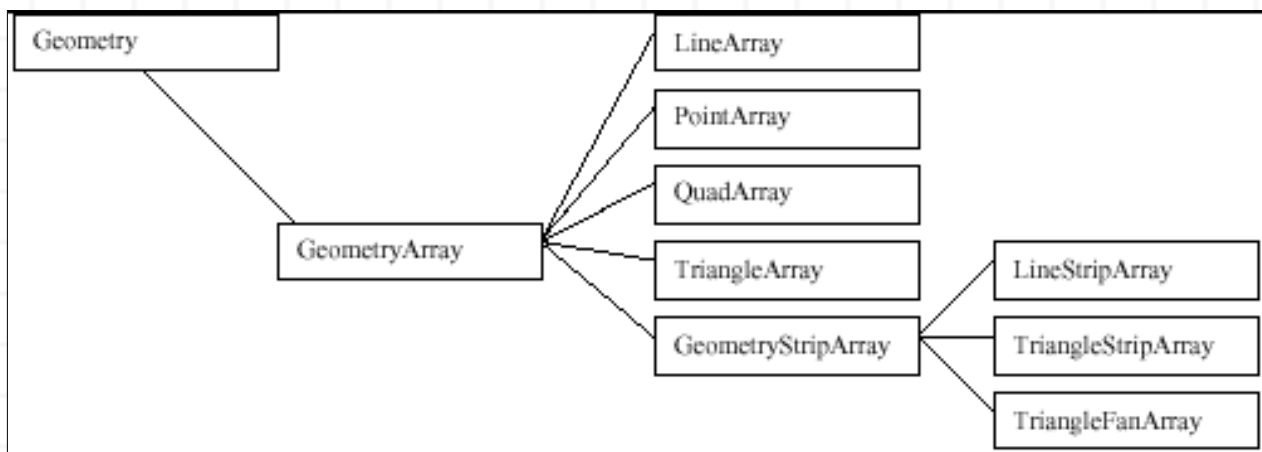 Geometry
GeometryArray
LineArray
PointArray
QuadArray
TriangleArray
GeometryStripArray
LineStripArray
TriangleStripArray
TriangleFanArray